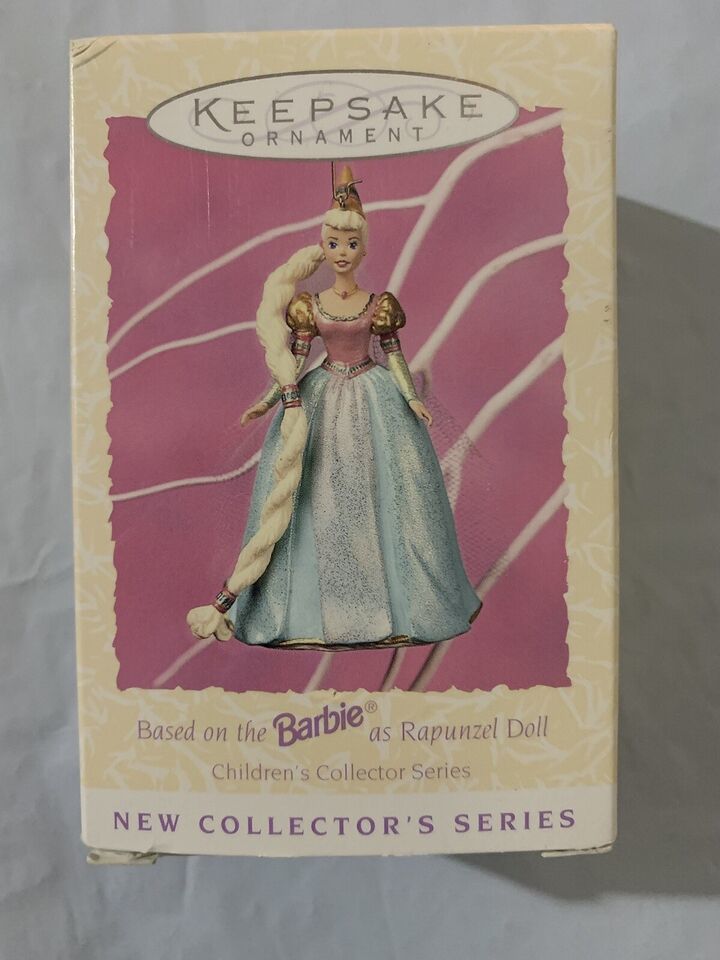 KEEPSAKE
ORNAMENT
Based on the Barbie® as Rapunzel Doll
Children's Collector Series
NEW COLLECTOR'S SERIES